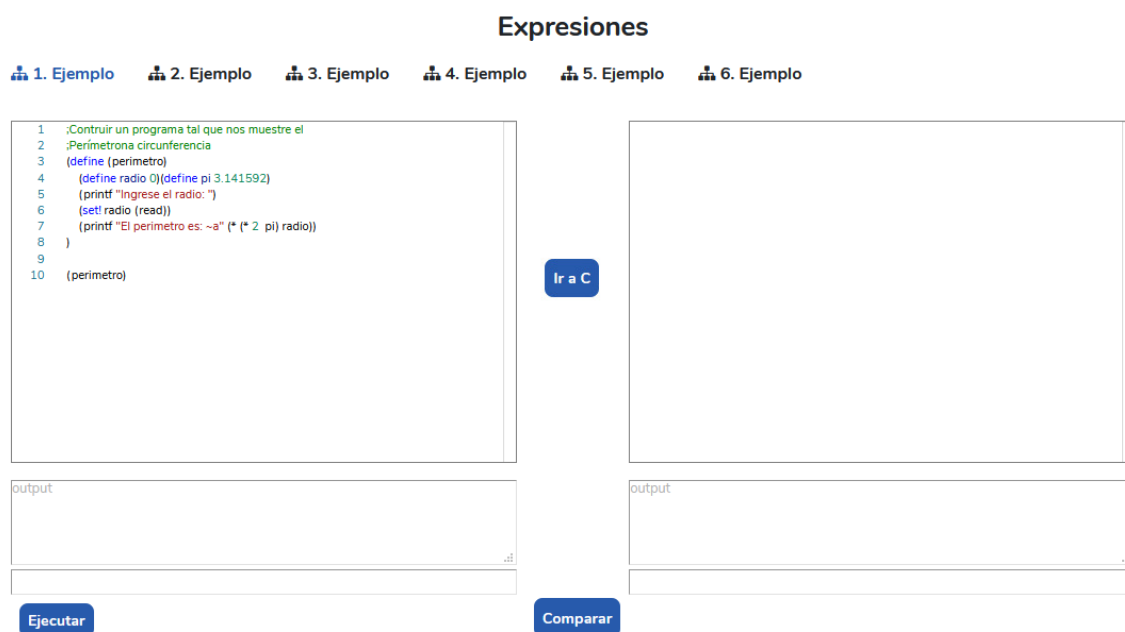 Expresiones
1. Ejemplo 2. Ejemplo 3. Ejemplo 4. Ejemplo 5. Ejemplo 6. Ejemplo
1 ;Contruir un programa tal que nos muestre el
2 ;Perímetrona circunferencia
3 (define (perimetro)
4 (define radio 0)(define pi 3.141592)
5 (printf "Ingrese el radio: ")
6 (set! radio (read))
7 (printf "El perimetro es: ~a" (* (* 2 pi) radio))
8 )
9
10 (perimetro)
Ir a C
output output
Ejecutar Comparar